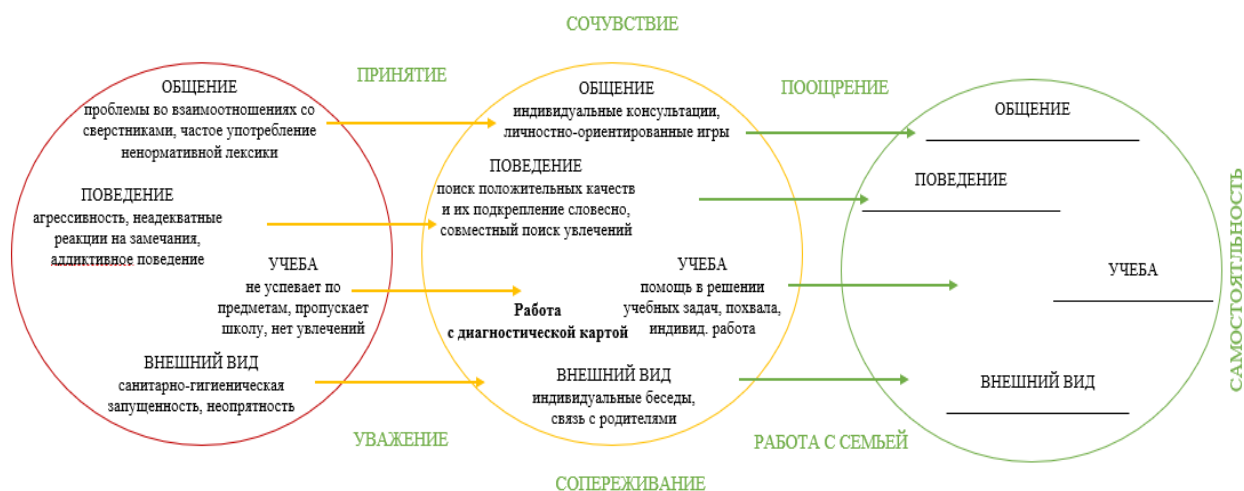 СОЧУВСТВИЕ
ПРИНЯТИЕ
ПООЩРЕНИЕ
ОБЩЕНИЕ
проблемы во взаимоотношениях со
сверстниками, частое употребление
ненормативной лексики
ПОВЕДЕНИЕ
агрессивность, неадекватные
реакции на замечания,
аддиктивное поведение
УЧЕБА
не успевает по
предметам, пропускает
школу, нет увлечений
ВНЕШНИЙ ВИД
санитарно-гигиеническая
запущенность, неопрятность
ОБЩЕНИЕ
индивидуальные консультации,
личностно-ориентированные игры
ПОВЕДЕНИЕ
поиск положительных качеств
и их подкрепление словесно,
совместный поиск увлечений
УЧЕБА
помощь в решении
учебных задач, похвала,
индивид. работа
Работа
с диагностической картой
ВНЕШНИЙ ВИД
индивидуальные беседы,
связь с родителями
ОБЩЕНИЕ
ПОВЕДЕНИЕ
УЧЕБА
ВНЕШНИЙ ВИД
САМОСТОЯТЛЬНОСТЬ
УВАЖЕНИЕ
РАБОТА С СЕМЬЕЙ
СОПЕРЕЖИВАНИЕ